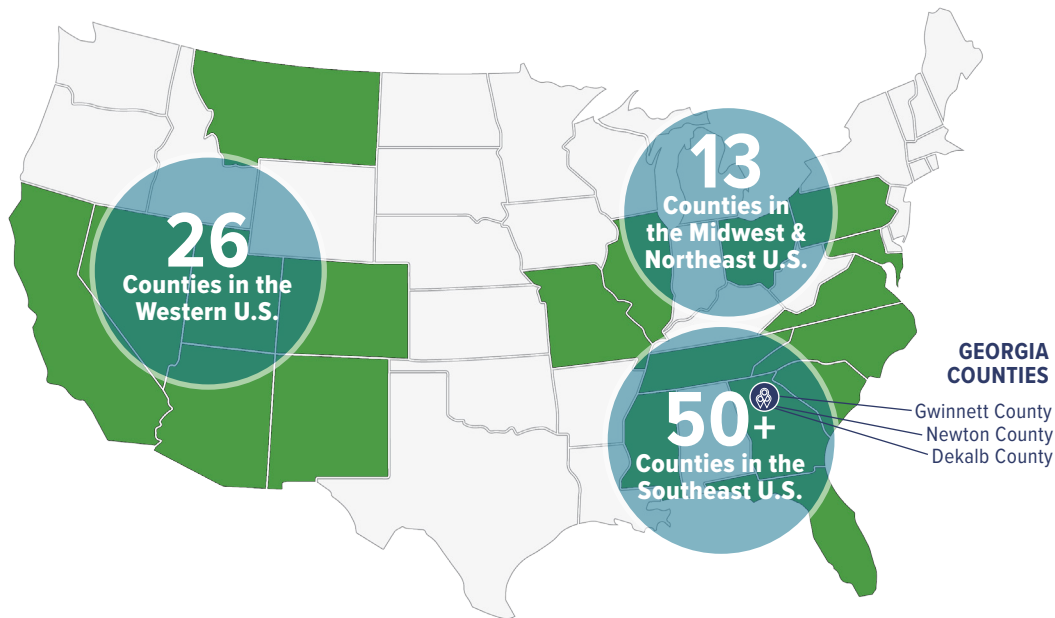 26
Counties in the
Western U.S.
13
Counties in
the Midwest &
Northeast U.S.
50+
Counties in the
Southeast U.S.
GEORGIA
COUNTIES
Gwinnett County
Newton County
Dekalb County